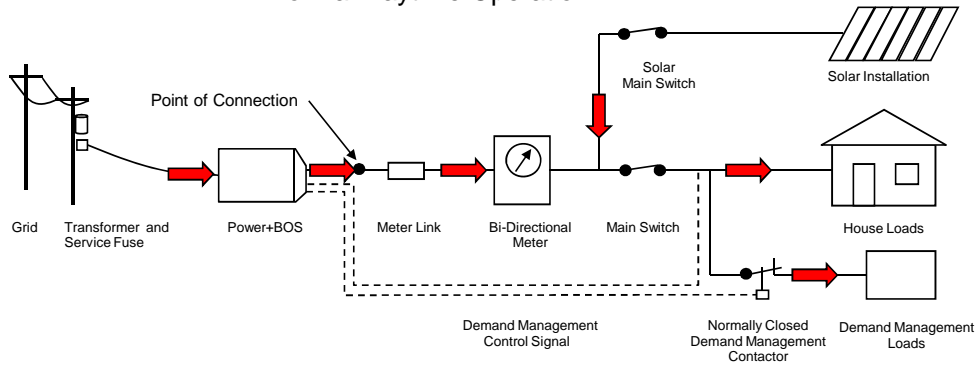 Solar
Main Switch
Solar Installation
Point of Connection
Grid
Transformer and
Service Fuse
Power+BOS
Meter Link
Bi-Directional
Meter
Main Switch
House Loads
Demand Management
Control Signal
Normally Closed
Demand Management
Contactor
Demand Management
Loads